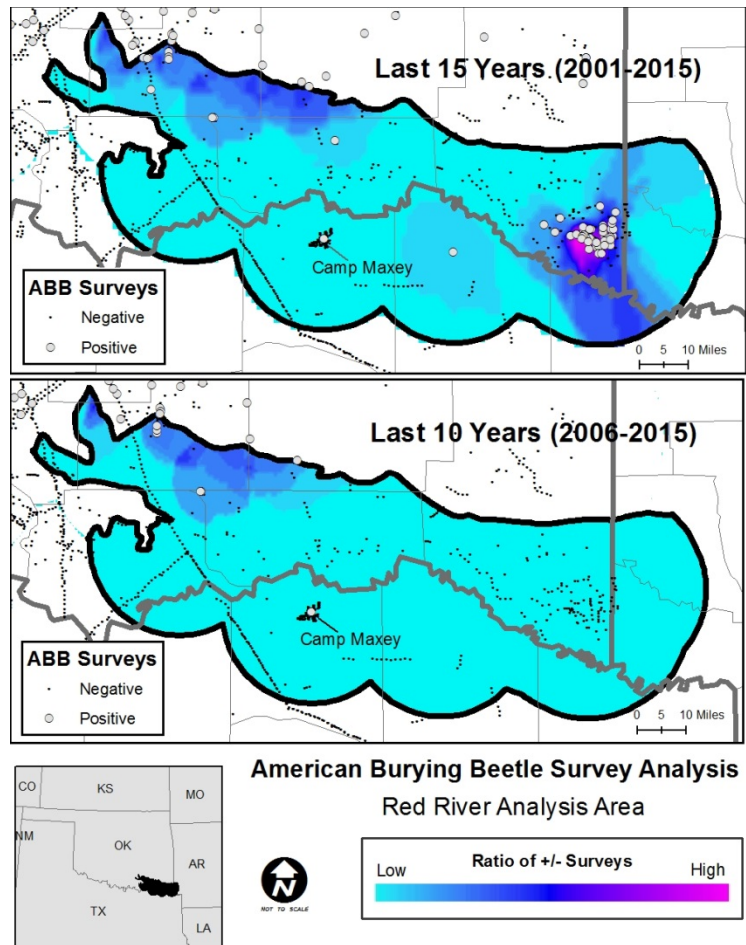 Last 15 Years (2001-2015)
Camp Maxey
ABB Surveys
Negative
Positive
0 5 10 Miles
Last 10 Years (2006-2015)
Camp Maxey
ABB Surveys
Negative
Positive
0 5 10 Miles
American Burying Beetle Survey Analysis
Red River Analysis Area
CO
KS
MO
NM
OK
AR
TX
LA
N
NOT TO SCALE
Ratio of +/- Surveys
Low
High